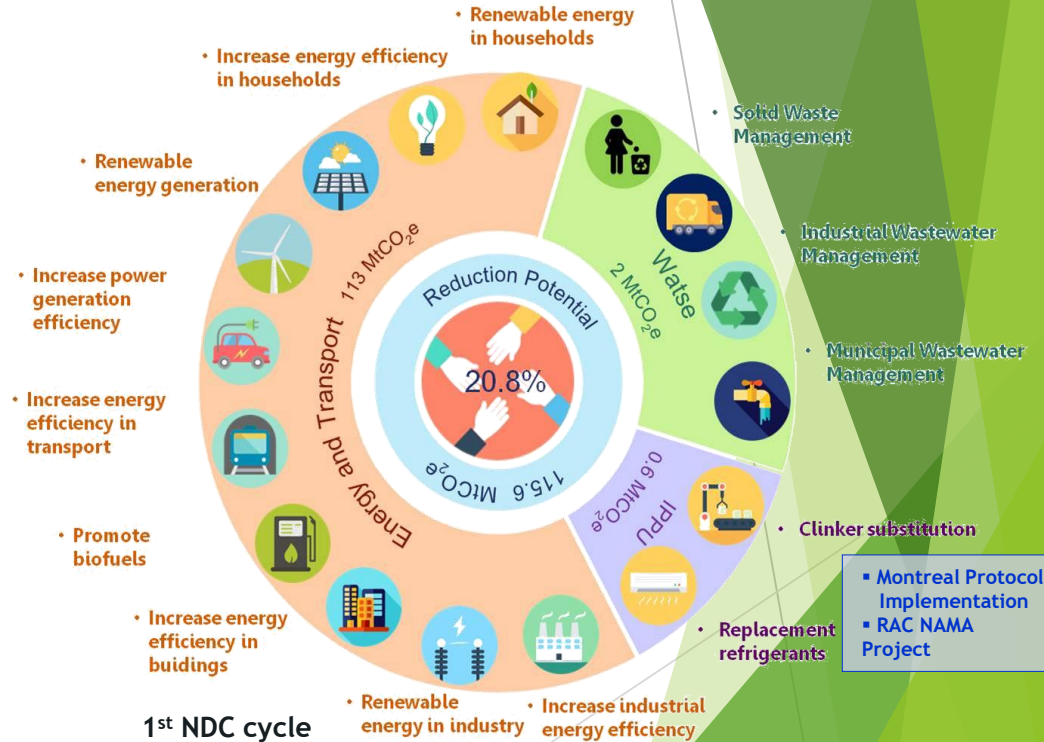 • Renewable energy
in households
• Increase energy efficiency
in households
• Renewable
energy generation
• Increase power
generation
efficiency
• Increase energy
efficiency in
transport
• Promote
biofuels
• Increase energy
efficiency in
buidings
• Renewable
energy in industry
• Increase industrial
energy efficiency
• Solid Waste
Management
• Industrial Wastewater
Management
• Municipal Wastewater
Management
• Clinker substitution
• Replacement
refrigerants
▪ Montreal Protocol
Implementation
▪ RAC NAMA
Project
Energy and Transport 113 MtCO₂e
Watse
2 MtCO₂e
IPPU
0.6 MtCO₂e
Reduction Potential
20.8%
115.6 MtCO₂e
1st NDC cycle